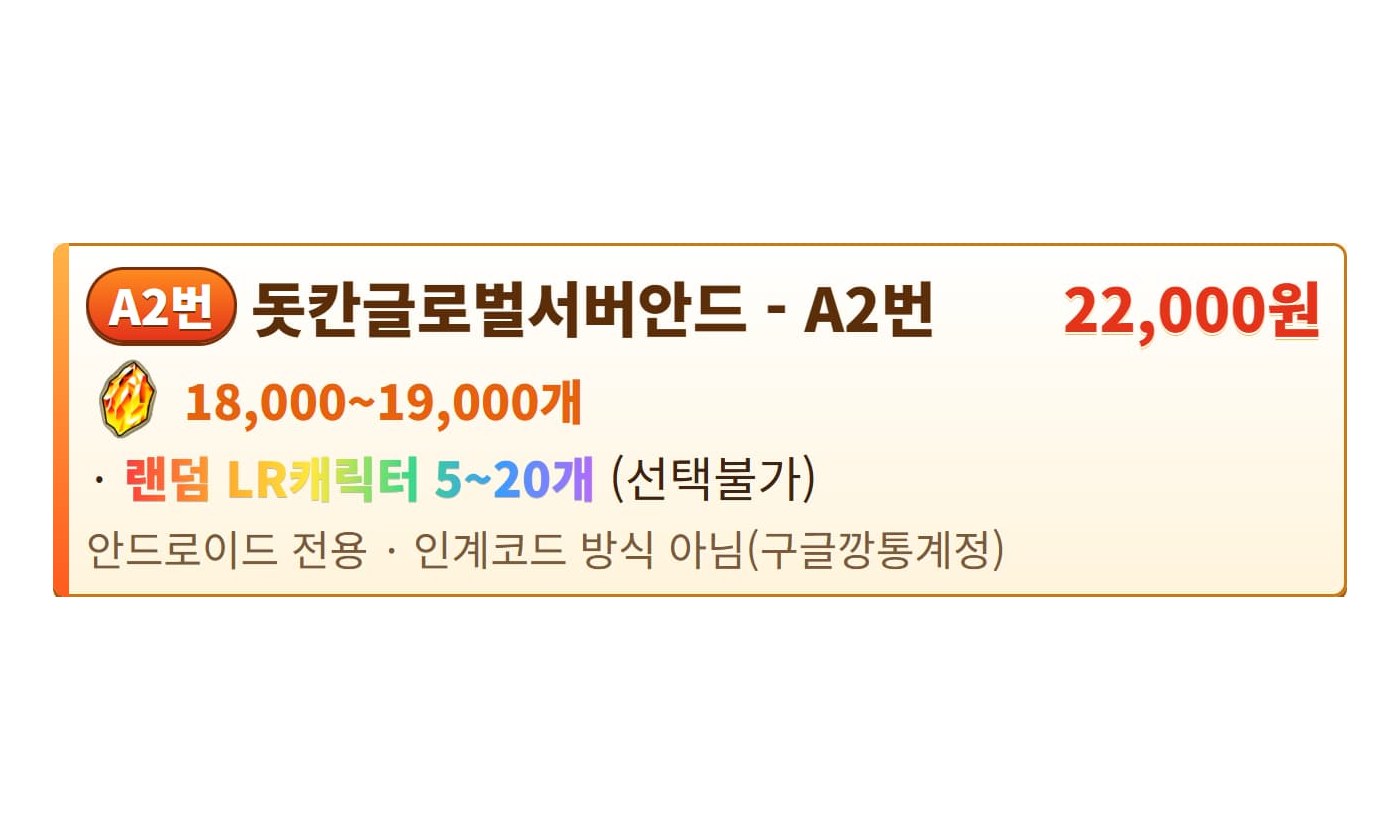 A2번 돗칸글로벌서버안드 - A2번 22,000원
18,000~19,000개
· 랜덤 LR캐릭터 5~20개 (선택불가)
안드로이드 전용 · 인계코드 방식 아님(구글깡통계정)